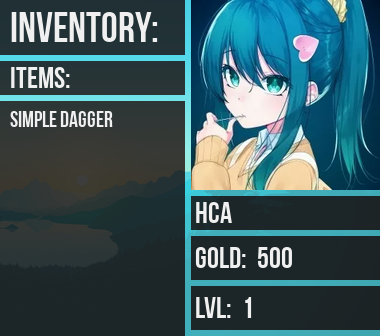 INVENTORY:
ITEMS:
SIMPLE DAGGER
HCA
GOLD: 500
LVL: 1